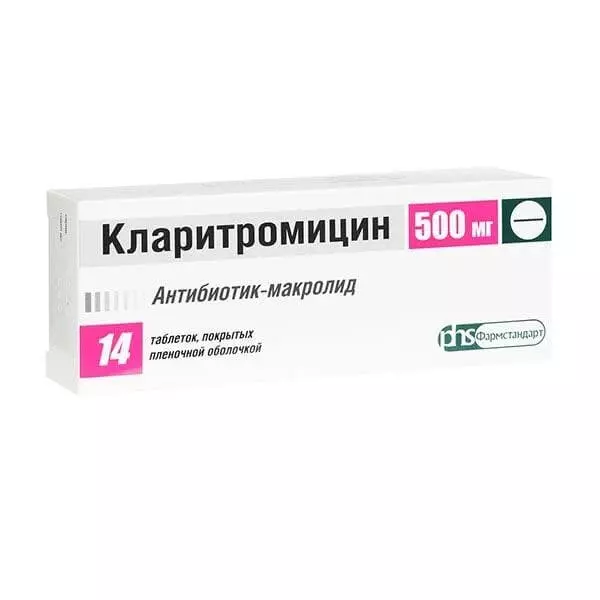 Кларитромицин 500 мг
Антибиотик-макролид
14 таблеток, покрытых
пленочной оболочкой
phs Фармстандарт